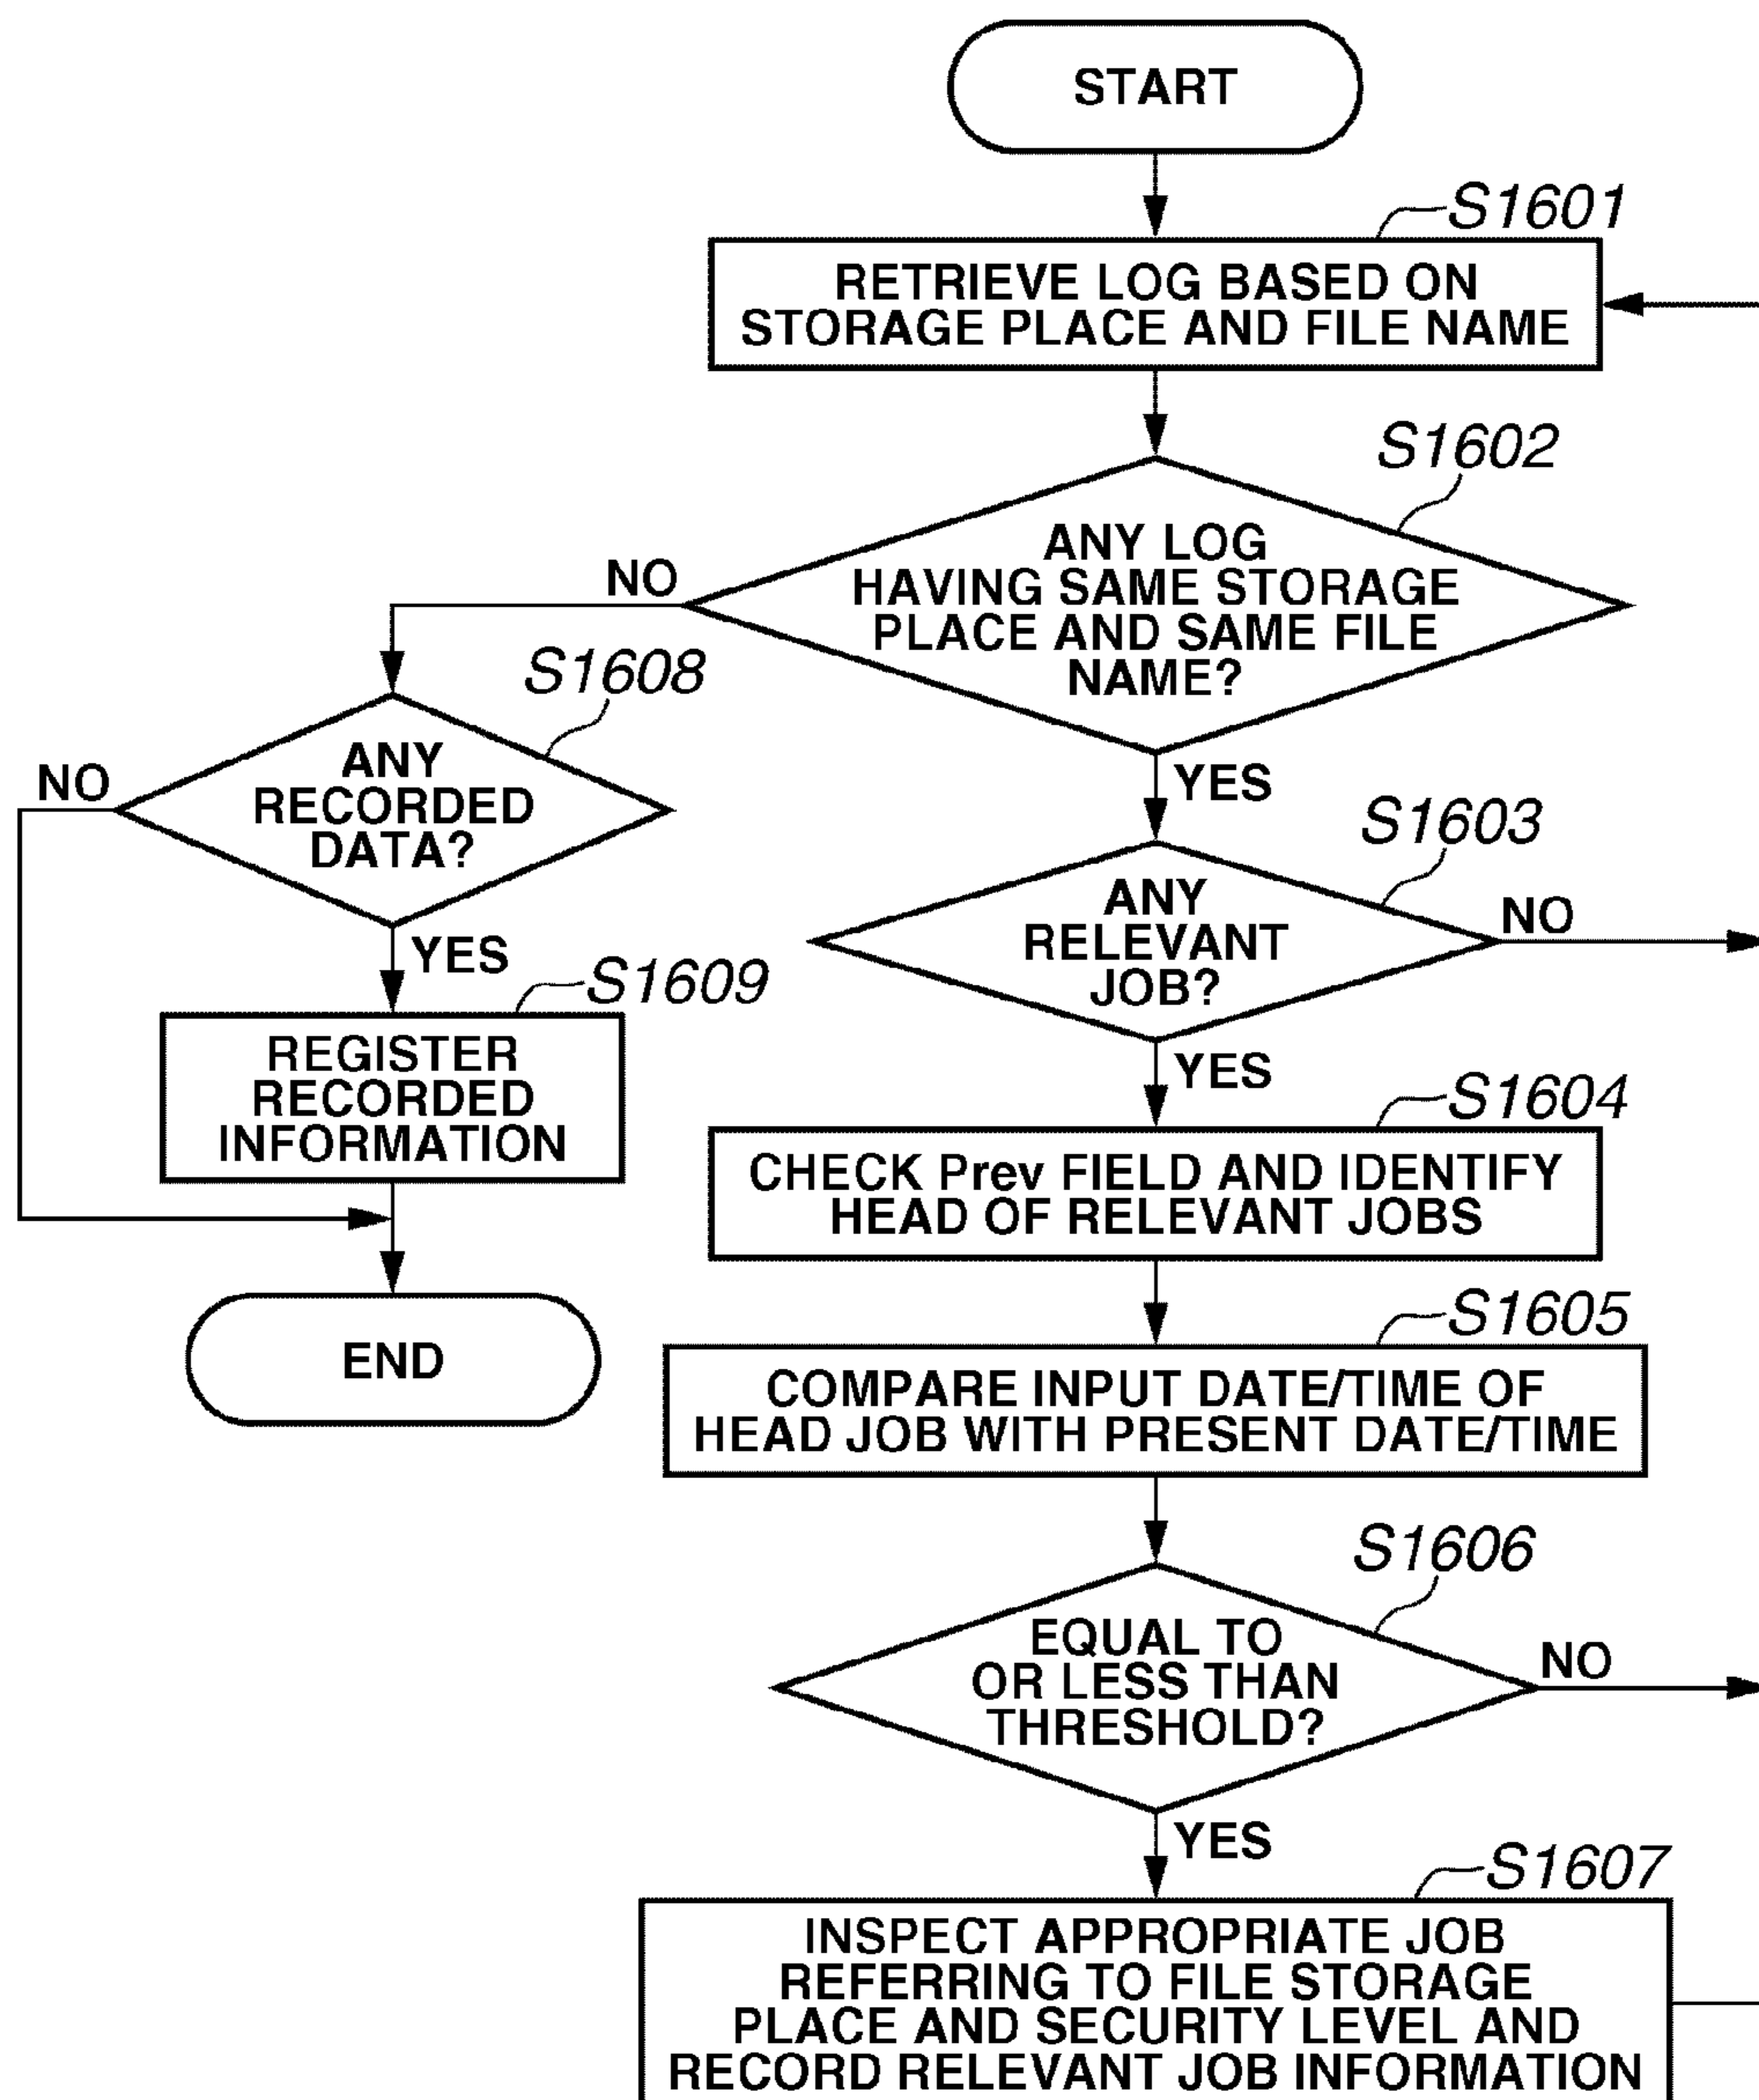 START
S1601
RETRIEVE LOG BASED ON
STORAGE PLACE AND FILE NAME
S1602
ANY LOG
HAVING SAME STORAGE
PLACE AND SAME FILE
NAME?
NO
YES
S1608
ANY
RECORDED
DATA?
NO
YES
S1609
REGISTER
RECORDED
INFORMATION
END
S1603
ANY
RELEVANT
JOB?
NO
YES
S1604
CHECK Prev FIELD AND IDENTIFY
HEAD OF RELEVANT JOBS
S1605
COMPARE INPUT DATE/TIME OF
HEAD JOB WITH PRESENT DATE/TIME
S1606
EQUAL TO
OR LESS THAN
THRESHOLD?
NO
YES
S1607
INSPECT APPROPRIATE JOB
REFERRING TO FILE STORAGE
PLACE AND SECURITY LEVEL AND
RECORD RELEVANT JOB INFORMATION